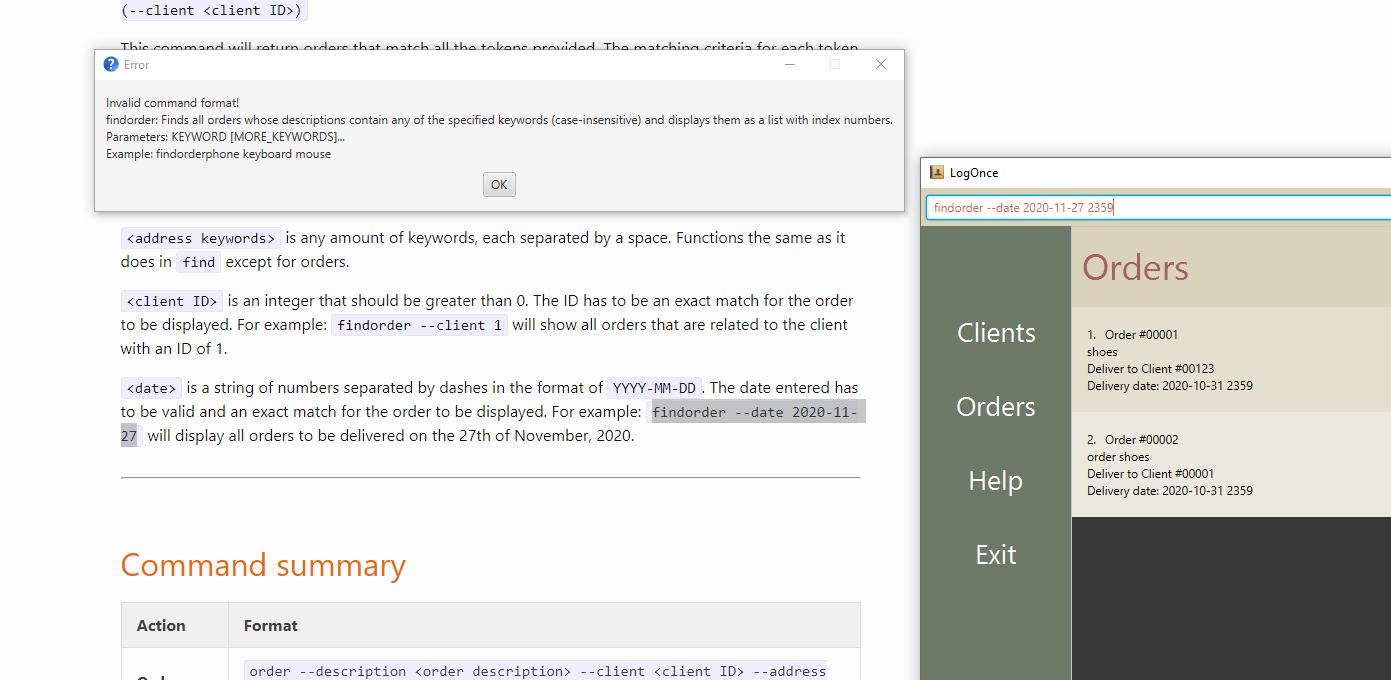 (--client <client ID>)
This command will return orders that match all the tokens provided. The matching criteria for each token
Error
Invalid command format!
findorder: Finds all orders whose descriptions contain any of the specified keywords (case-insensitive) and displays them as a list with index numbers.
Parameters: KEYWORD [MORE_KEYWORDS]...
Example: findorderphone keyboard mouse
OK
<address keywords> is any amount of keywords, each separated by a space. Functions the same as it
does in find except for orders.
<client ID> is an integer that should be greater than 0. The ID has to be an exact match for the order
to be displayed. For example: findorder --client 1 will show all orders that are related to the client
with an ID of 1.
<date> is a string of numbers separated by dashes in the format of YYYY-MM-DD. The date entered has
to be valid and an exact match for the order to be displayed. For example: findorder --date 2020-11-
27 will display all orders to be delivered on the 27th of November, 2020.
Command summary
Action Format
order --description <order description> --client <client ID> --address
LogOnce
findorder --date 2020-11-27 2359
Clients
Orders
Help
Exit
Orders
1. Order #00001
shoes
Deliver to Client #00123
Delivery date: 2020-10-31 2359
2. Order #00002
order shoes
Deliver to Client #00001
Delivery date: 2020-10-31 2359